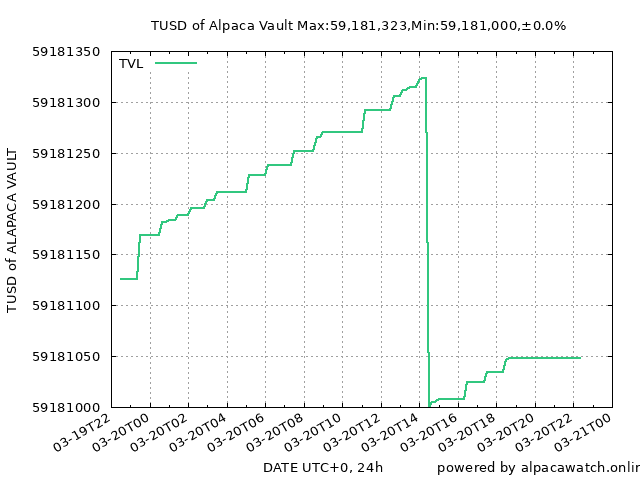 TUSD of Alpaca Vault Max:59,181,323,Min:59,181,000,±0.0%
TVL
59181350
59181300
59181250
59181200
59181150
59181100
59181050
59181000
TUSD of ALAPACA VAULT
03-19T22
03-20T00
03-20T02
03-20T04
03-20T06
03-20T08
03-20T10
03-20T12
03-20T14
03-20T16
03-20T18
03-20T20
03-20T22
03-21T00
DATE UTC+0, 24h
powered by alpacawatch.onlin